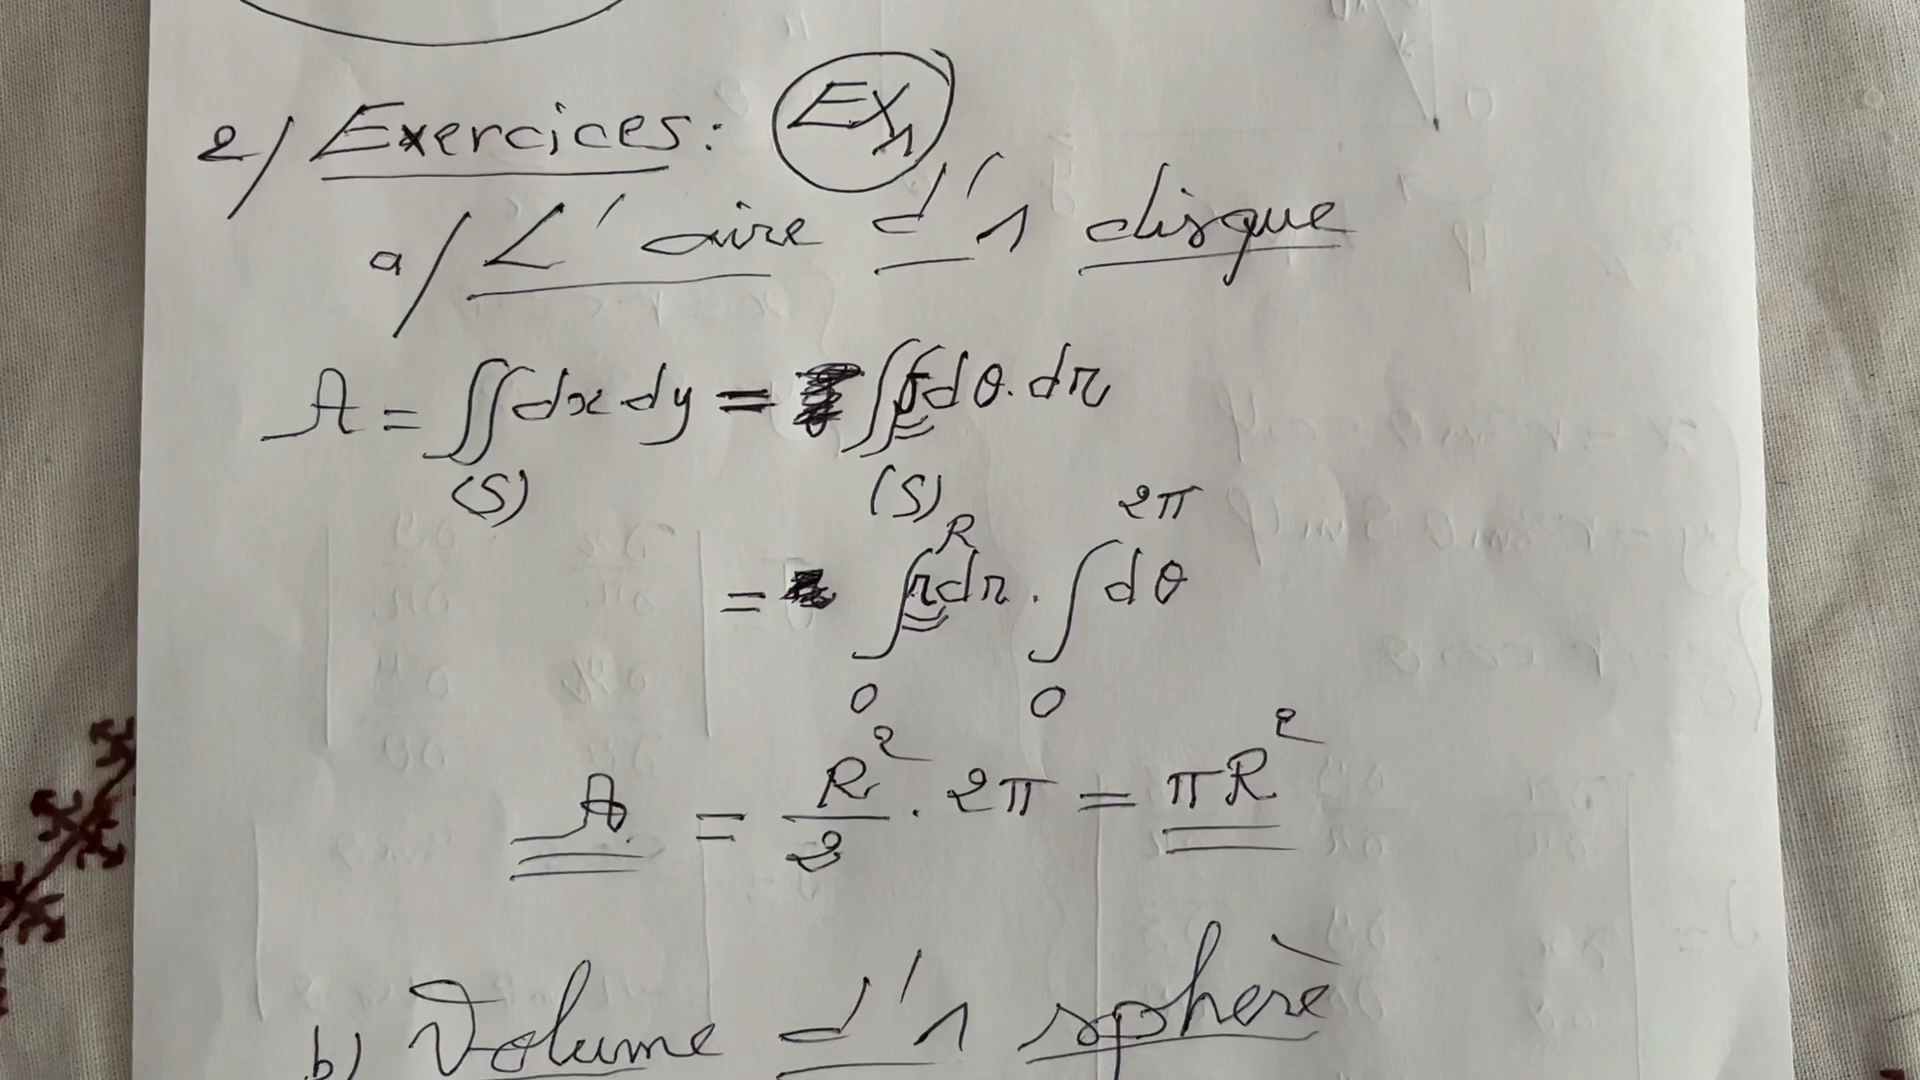 2/ Exercices: EX1
a/ L'aire d'1 disque
A = ∬(S) dx dy = ∬(S) r dθ. dr
= ∫₀ᴿ r dr . ∫₀^2π dθ
A = R²/2 . 2π = πR²
b) Volume d'1 sphère